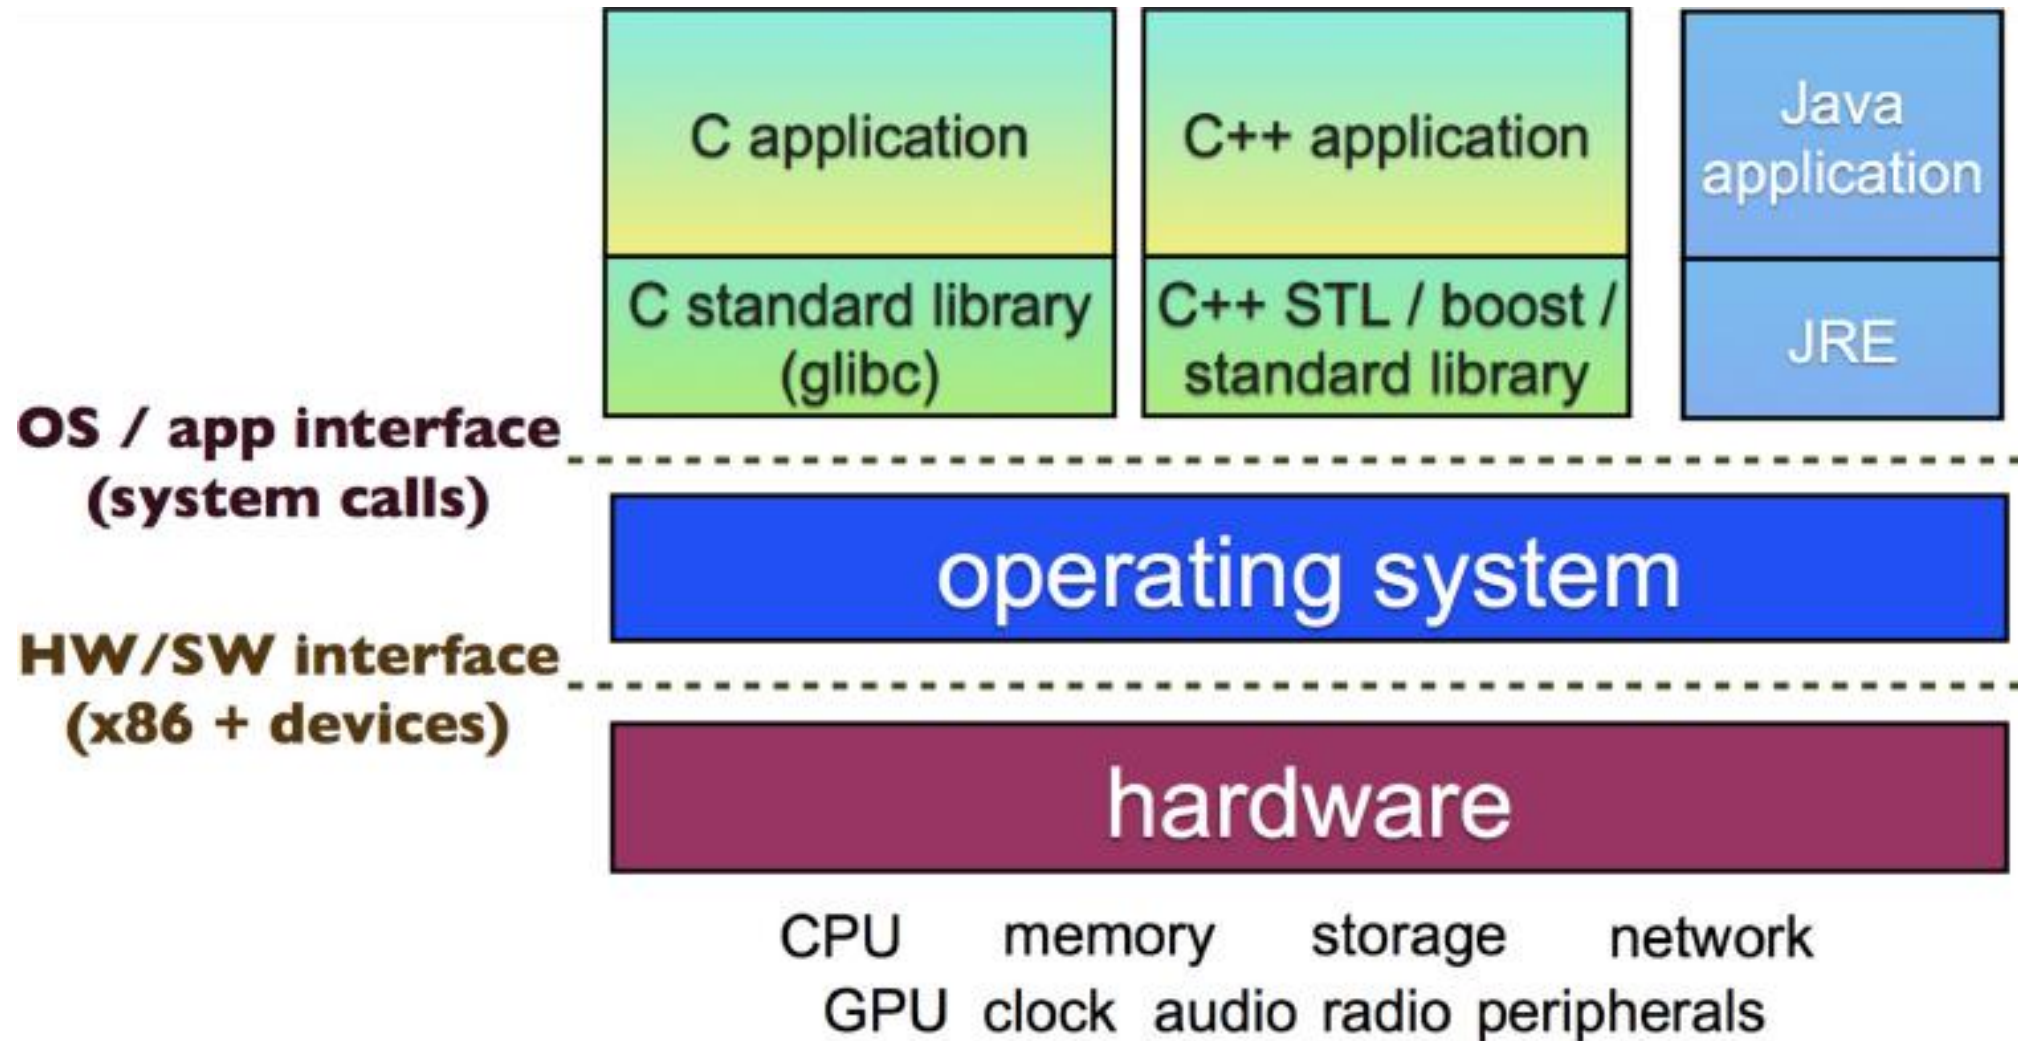 C application
C++ application
Java
application
C standard library
(glibc)
C++ STL / boost /
standard library
JRE
OS / app interface
(system calls)
operating system
HW/SW interface
(x86 + devices)
hardware
CPU memory storage network
GPU clock audio radio peripherals